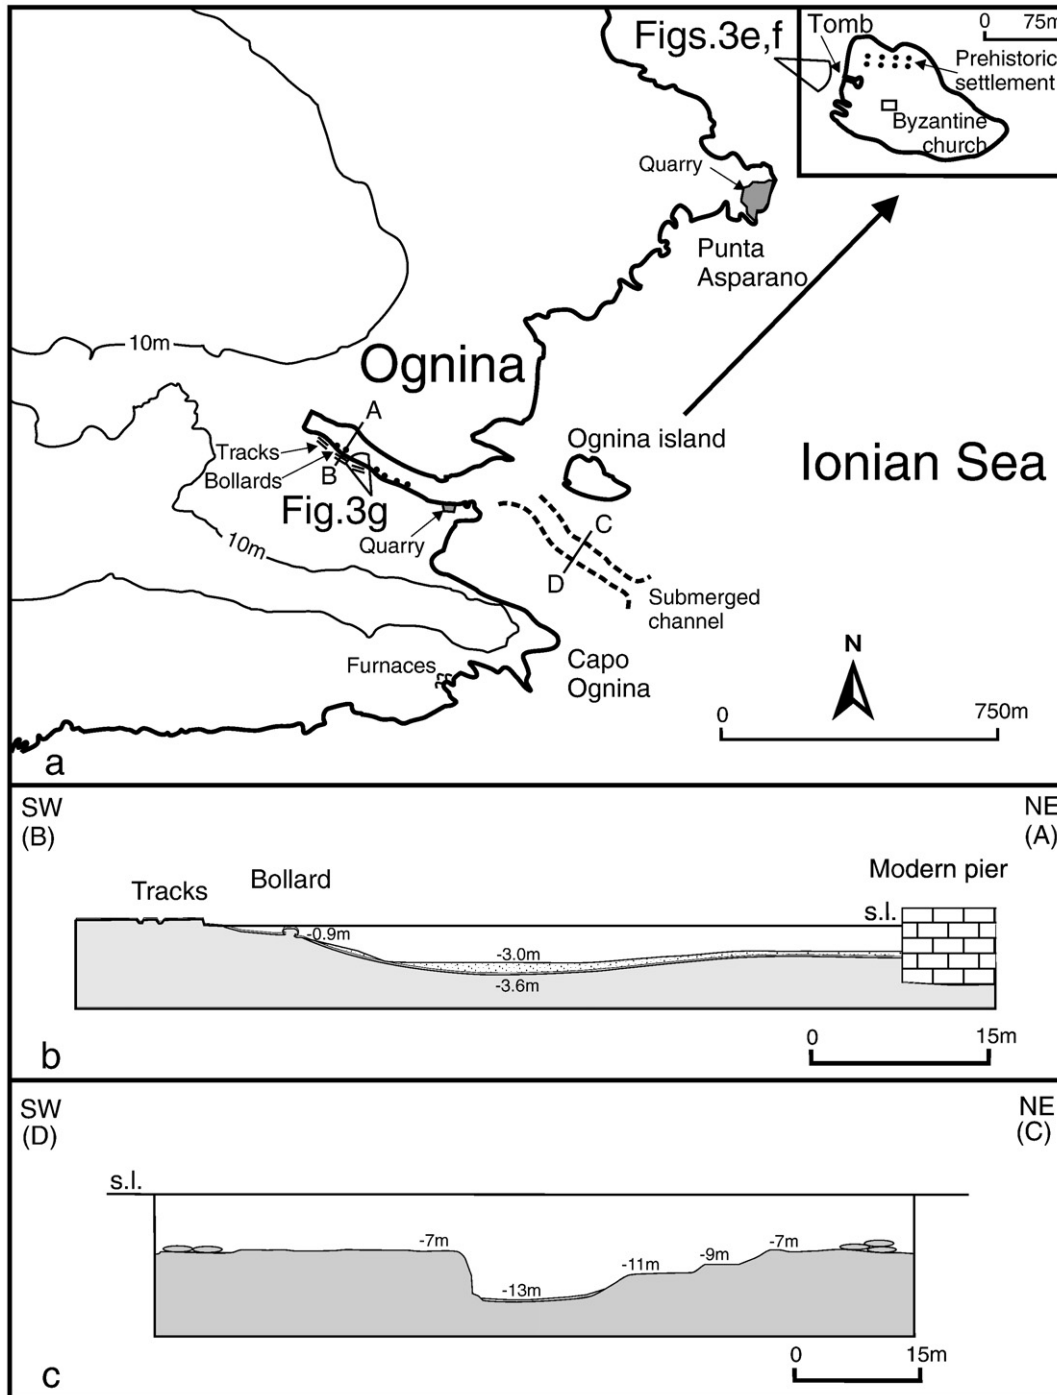 Figs.3e,f
Tomb
0 75m
Prehistoric
settlement
Byzantine
church
Quarry
Punta
Asparano
10m
Ognina
A
Tracks
Bollards
B
Fig.3g
Ognina island
Ionian Sea
Quarry
10m
C
D
Submerged
channel
Furnaces
Capo
Ognina
N
0 750m
a
SW
(B)
NE
(A)
Tracks
Bollard
Modern pier
s.l.
-0.9m
-3.0m
-3.6m
0 15m
b
SW
(D)
NE
(C)
s.l.
-7m
-13m
-11m
-9m
-7m
0 15m
c